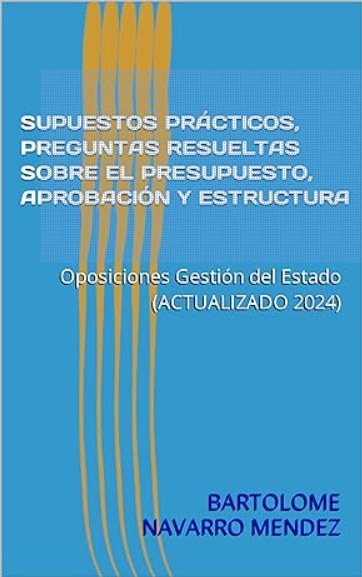 SUPUESTOS PRÁCTICOS,
PREGUNTAS RESUELTAS
SOBRE EL PRESUPUESTO,
APROBACIÓN Y ESTRUCTURA
Oposiciones Gestión del Estado
(ACTUALIZADO 2024)
BARTOLOME
NAVARRO MENDEZ